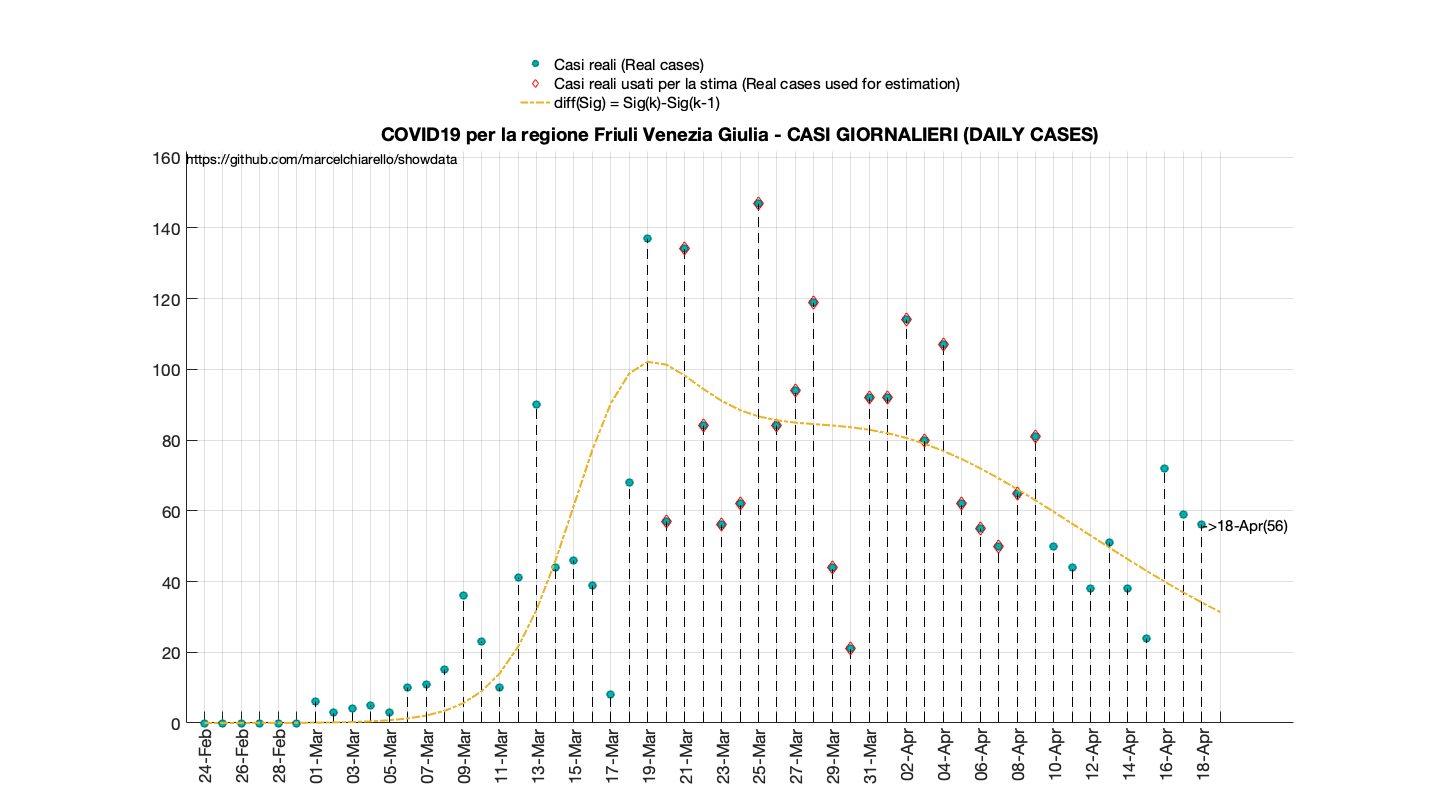 Casi reali (Real cases)
Casi reali usati per la stima (Real cases used for estimation)
diff(Sig) = Sig(k)-Sig(k-1)
COVID19 per la regione Friuli Venezia Giulia - CASI GIORNALIERI (DAILY CASES)
https://github.com/marcelchiarello/showdata
160
140
120
100
80
60
40
20
0
->18-Apr(56)
24-Feb
26-Feb
28-Feb
01-Mar
03-Mar
05-Mar
07-Mar
09-Mar
11-Mar
13-Mar
15-Mar
17-Mar
19-Mar
21-Mar
23-Mar
25-Mar
27-Mar
29-Mar
31-Mar
02-Apr
04-Apr
06-Apr
08-Apr
10-Apr
12-Apr
14-Apr
16-Apr
18-Apr